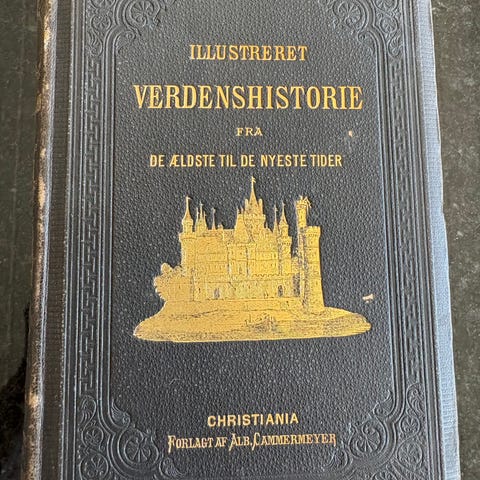 ILLUSTRERET
VERDENSHISTORIE
FRA
DE ÆLDSTE TIL DE NYESTE TIDER
CHRISTIANIA
FORLAGT AF ALB. CAMMERMEYER